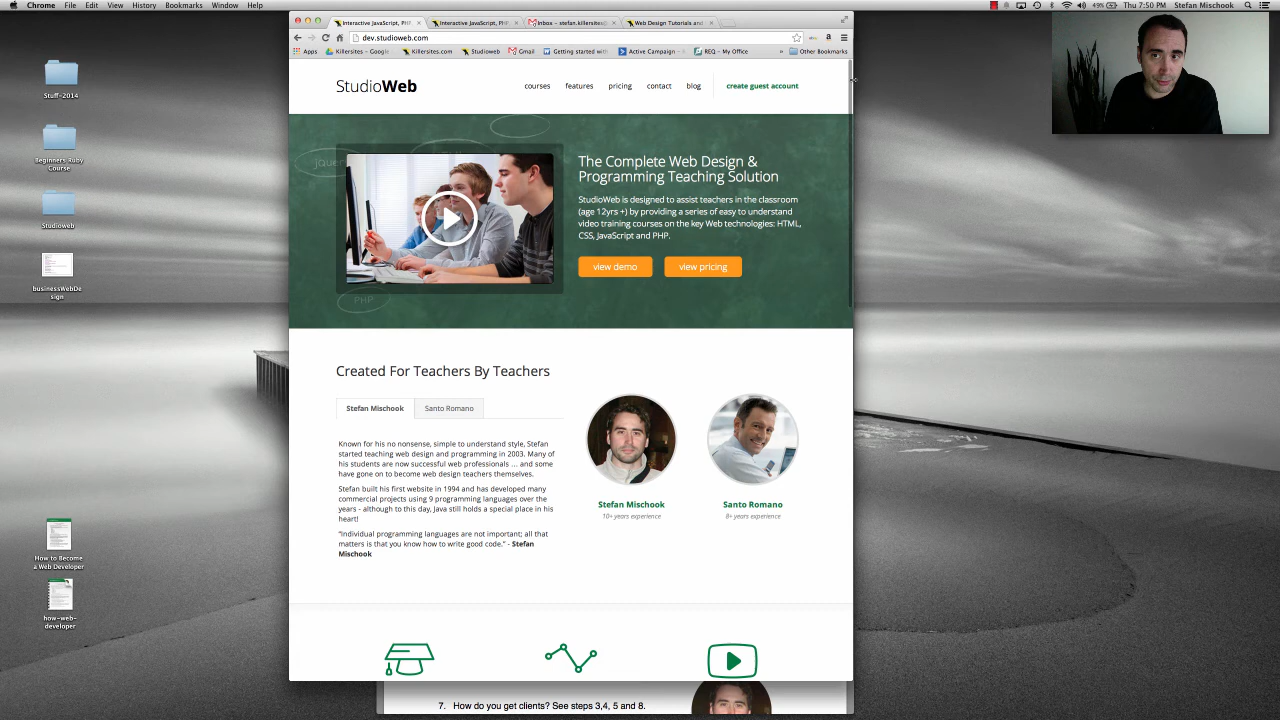 Chrome File Edit View History Bookmarks Window Help
49% Thu 7:50 PM Stefan Mischook
Interactive JavaScript, PHP
Interactive JavaScript, PHP
Inbox - stefan.killersites@
Web Design Tutorials and
dev.studioweb.com
Apps Killersites - Google Killersites.com Studioweb Gmail Getting started with Active Campaign - REQ - My Office » Other Bookmarks
StudioWeb
courses features pricing contact blog create guest account
PHP
The Complete Web Design &
Programming Teaching Solution
StudioWeb is designed to assist teachers in the classroom
(age 12yrs +) by providing a series of easy to understand
video training courses on the key Web technologies: HTML,
CSS, JavaScript and PHP.
view demo view pricing
Created For Teachers By Teachers
Stefan Mischook Santo Romano
Known for his no nonsense, simple to understand style, Stefan
started teaching web design and programming in 2003. Many of
his students are now successful web professionals ... and some
have gone on to become web design teachers themselves.
Stefan built his first website in 1994 and has developed many
commercial projects using 9 programming languages over the
years - although to this day, Java still holds a special place in his
heart!
"Individual programming languages are not important; all that
matters is that you know how to write good code." - Stefan
Mischook
Stefan Mischook
10+ years experience
Santo Romano
8+ years experience
7. How do you get clients? See steps 3,4, 5 and 8.
Stuff-2014
Beginners Ruby
Course
Studioweb
businessWebDe
sign
How to Become
a Web Developer
how-web-
developer